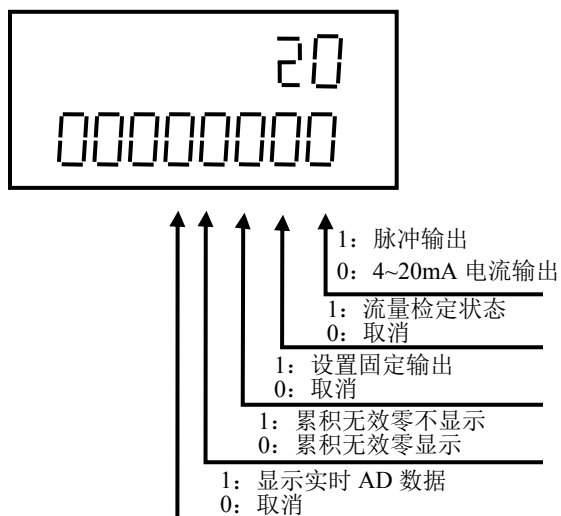 20
00000000
1：脉冲输出
0：4~20mA 电流输出
1：流量检定状态
0：取消
1：设置固定输出
0：取消
1：累积无效零不显示
0：累积无效零显示
1：显示实时 AD 数据
0：取消